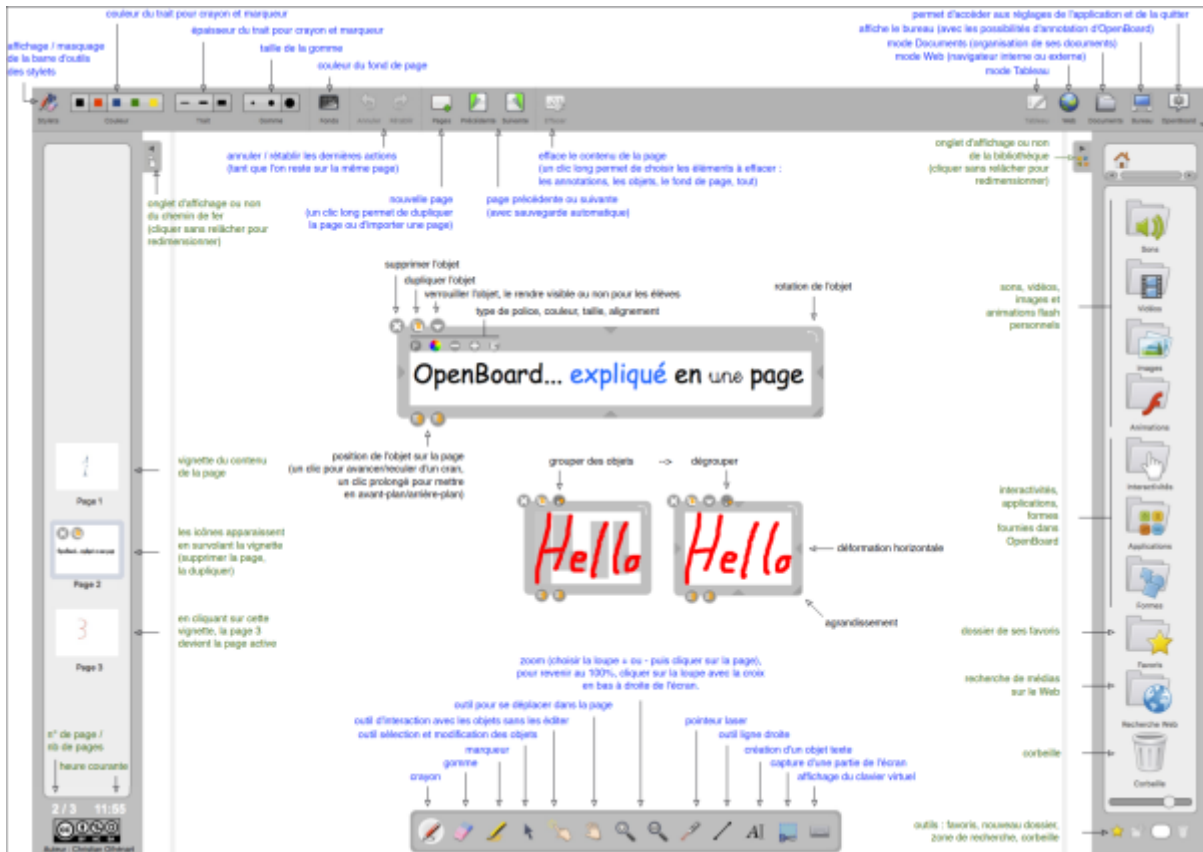 couleur du trait pour crayon et marqueur
épaisseur du trait pour crayon et marqueur
affichage / masquage
de la barre d'outils
des stylets
taille de la gomme
couleur du fond de page
permet d'accéder aux réglages de l'application et de la quitter
affiche le bureau (avec les possibilités d'annotation d'OpenBoard)
mode Documents (organisation de ses documents)
mode Web (navigateur interne ou externe)
mode Tableau
Stylets Couleur Trait Gomme Fonds Annuler Rétablir Pages Précédente Suivante Effacer Tableau Web Documents Bureau OpenBoard
annuler / rétablir les dernières actions
(tant que l'on reste sur la même page)
efface le contenu de la page
(un clic long permet de choisir les éléments à effacer :
les annotations, les objets, le fond de page, tout)
onglet d'affichage ou non
de la bibliothèque
(cliquer sans relâcher pour
redimensionner)
onglet d'affichage ou non
du chemin de fer
(cliquer sans relâcher pour
redimensionner)
nouvelle page
(un clic long permet de dupliquer
la page ou d'importer une page)
page précédente ou suivante
(avec sauvegarde automatique)
supprimer l'objet
dupliquer l'objet
verrouiller l'objet, le rendre visible ou non pour les élèves
type de police, couleur, taille, alignement
rotation de l'objet
OpenBoard... expliqué en une page
position de l'objet sur la page
(un clic pour avancer/reculer d'un cran,
un clic prolongé pour mettre
en avant-plan/arrière-plan)
grouper des objets --> dégrouper
Hello Hello
déformation horizontale
agrandissement
1
Page 1
vignette du contenu
de la page
Page 2
les icônes apparaissent
en survolant la vignette
(supprimer la page,
la dupliquer)
3
Page 3
en cliquant sur cette
vignette, la page 3
devient la page active
n° de page /
nb de pages
heure courante
2 / 3 11:55
Auteur : Christian Oltérant
zoom (choisir la loupe + ou - puis cliquer sur la page),
pour revenir au 100%, cliquer sur la loupe avec la croix
en bas à droite de l'écran.
outil pour se déplacer dans la page
outil d'interaction avec les objets sans les éditer
outil sélection et modification des objets
marqueur
gomme
crayon
pointeur laser
outil ligne droite
création d'un objet texte
capture d'une partie de l'écran
affichage du clavier virtuel
sons, vidéos,
images et
animations flash
personnels
interactivités,
applications,
formes
fournies dans
OpenBoard
dossier de ses favoris
recherche de médias
sur le Web
corbeille
outils : favoris, nouveau dossier,
zone de recherche, corbeille
Sons
Vidéos
Images
Animations
Interactivités
Applications
Formes
Favoris
Recherche Web
Corbeille